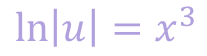 ln|u| = x³